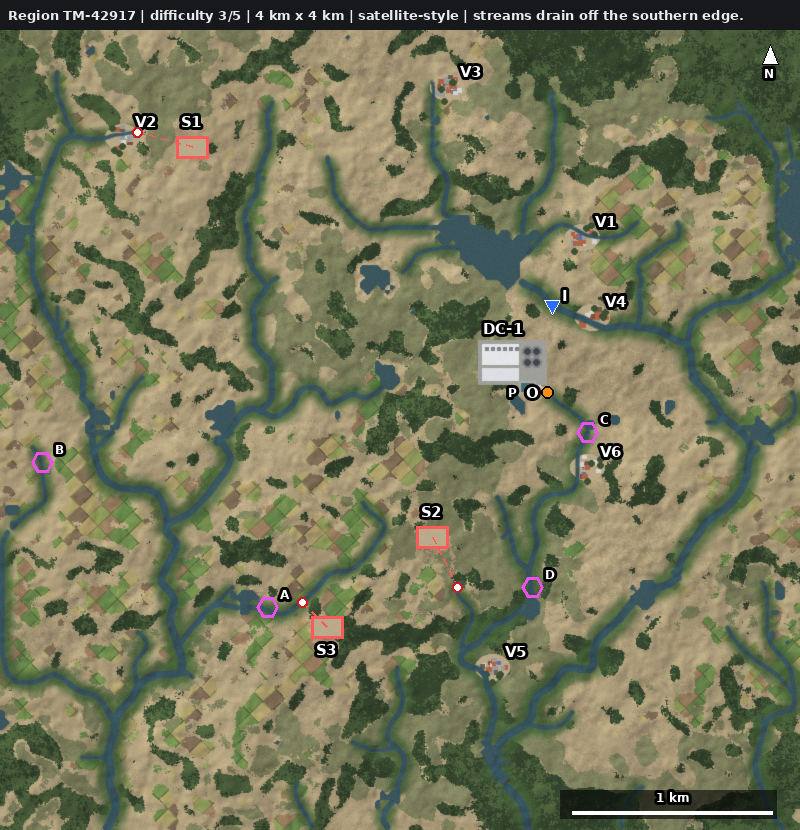 Region TM-42917 | difficulty 3/5 | 4 km x 4 km | satellite-style | streams drain off the southern edge.
N
V3
V2
S1
V1
I
V4
DC-1
P
O
C
B
V6
S2
D
A
S3
V5
1 km